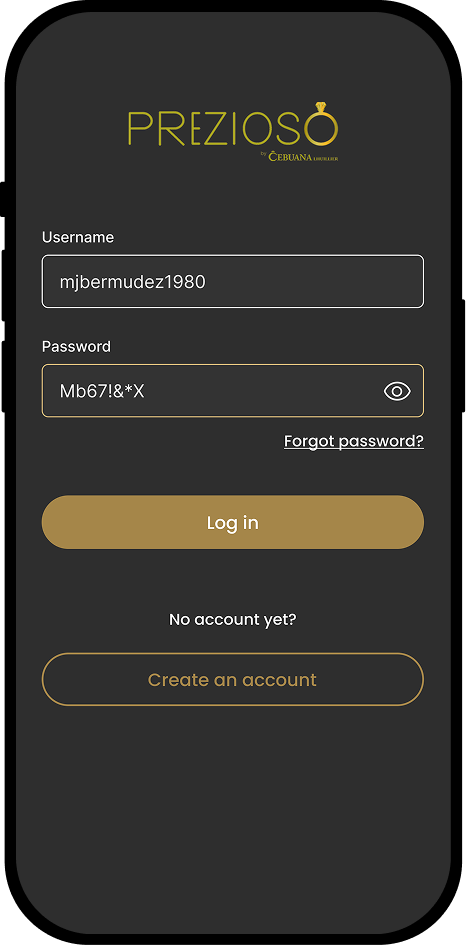 PREZIOSO
by CEBUANA LHUILLIER
Username
mjbermudez1980
Password
Mb67!&*X
Forgot password?
Log in
No account yet?
Create an account